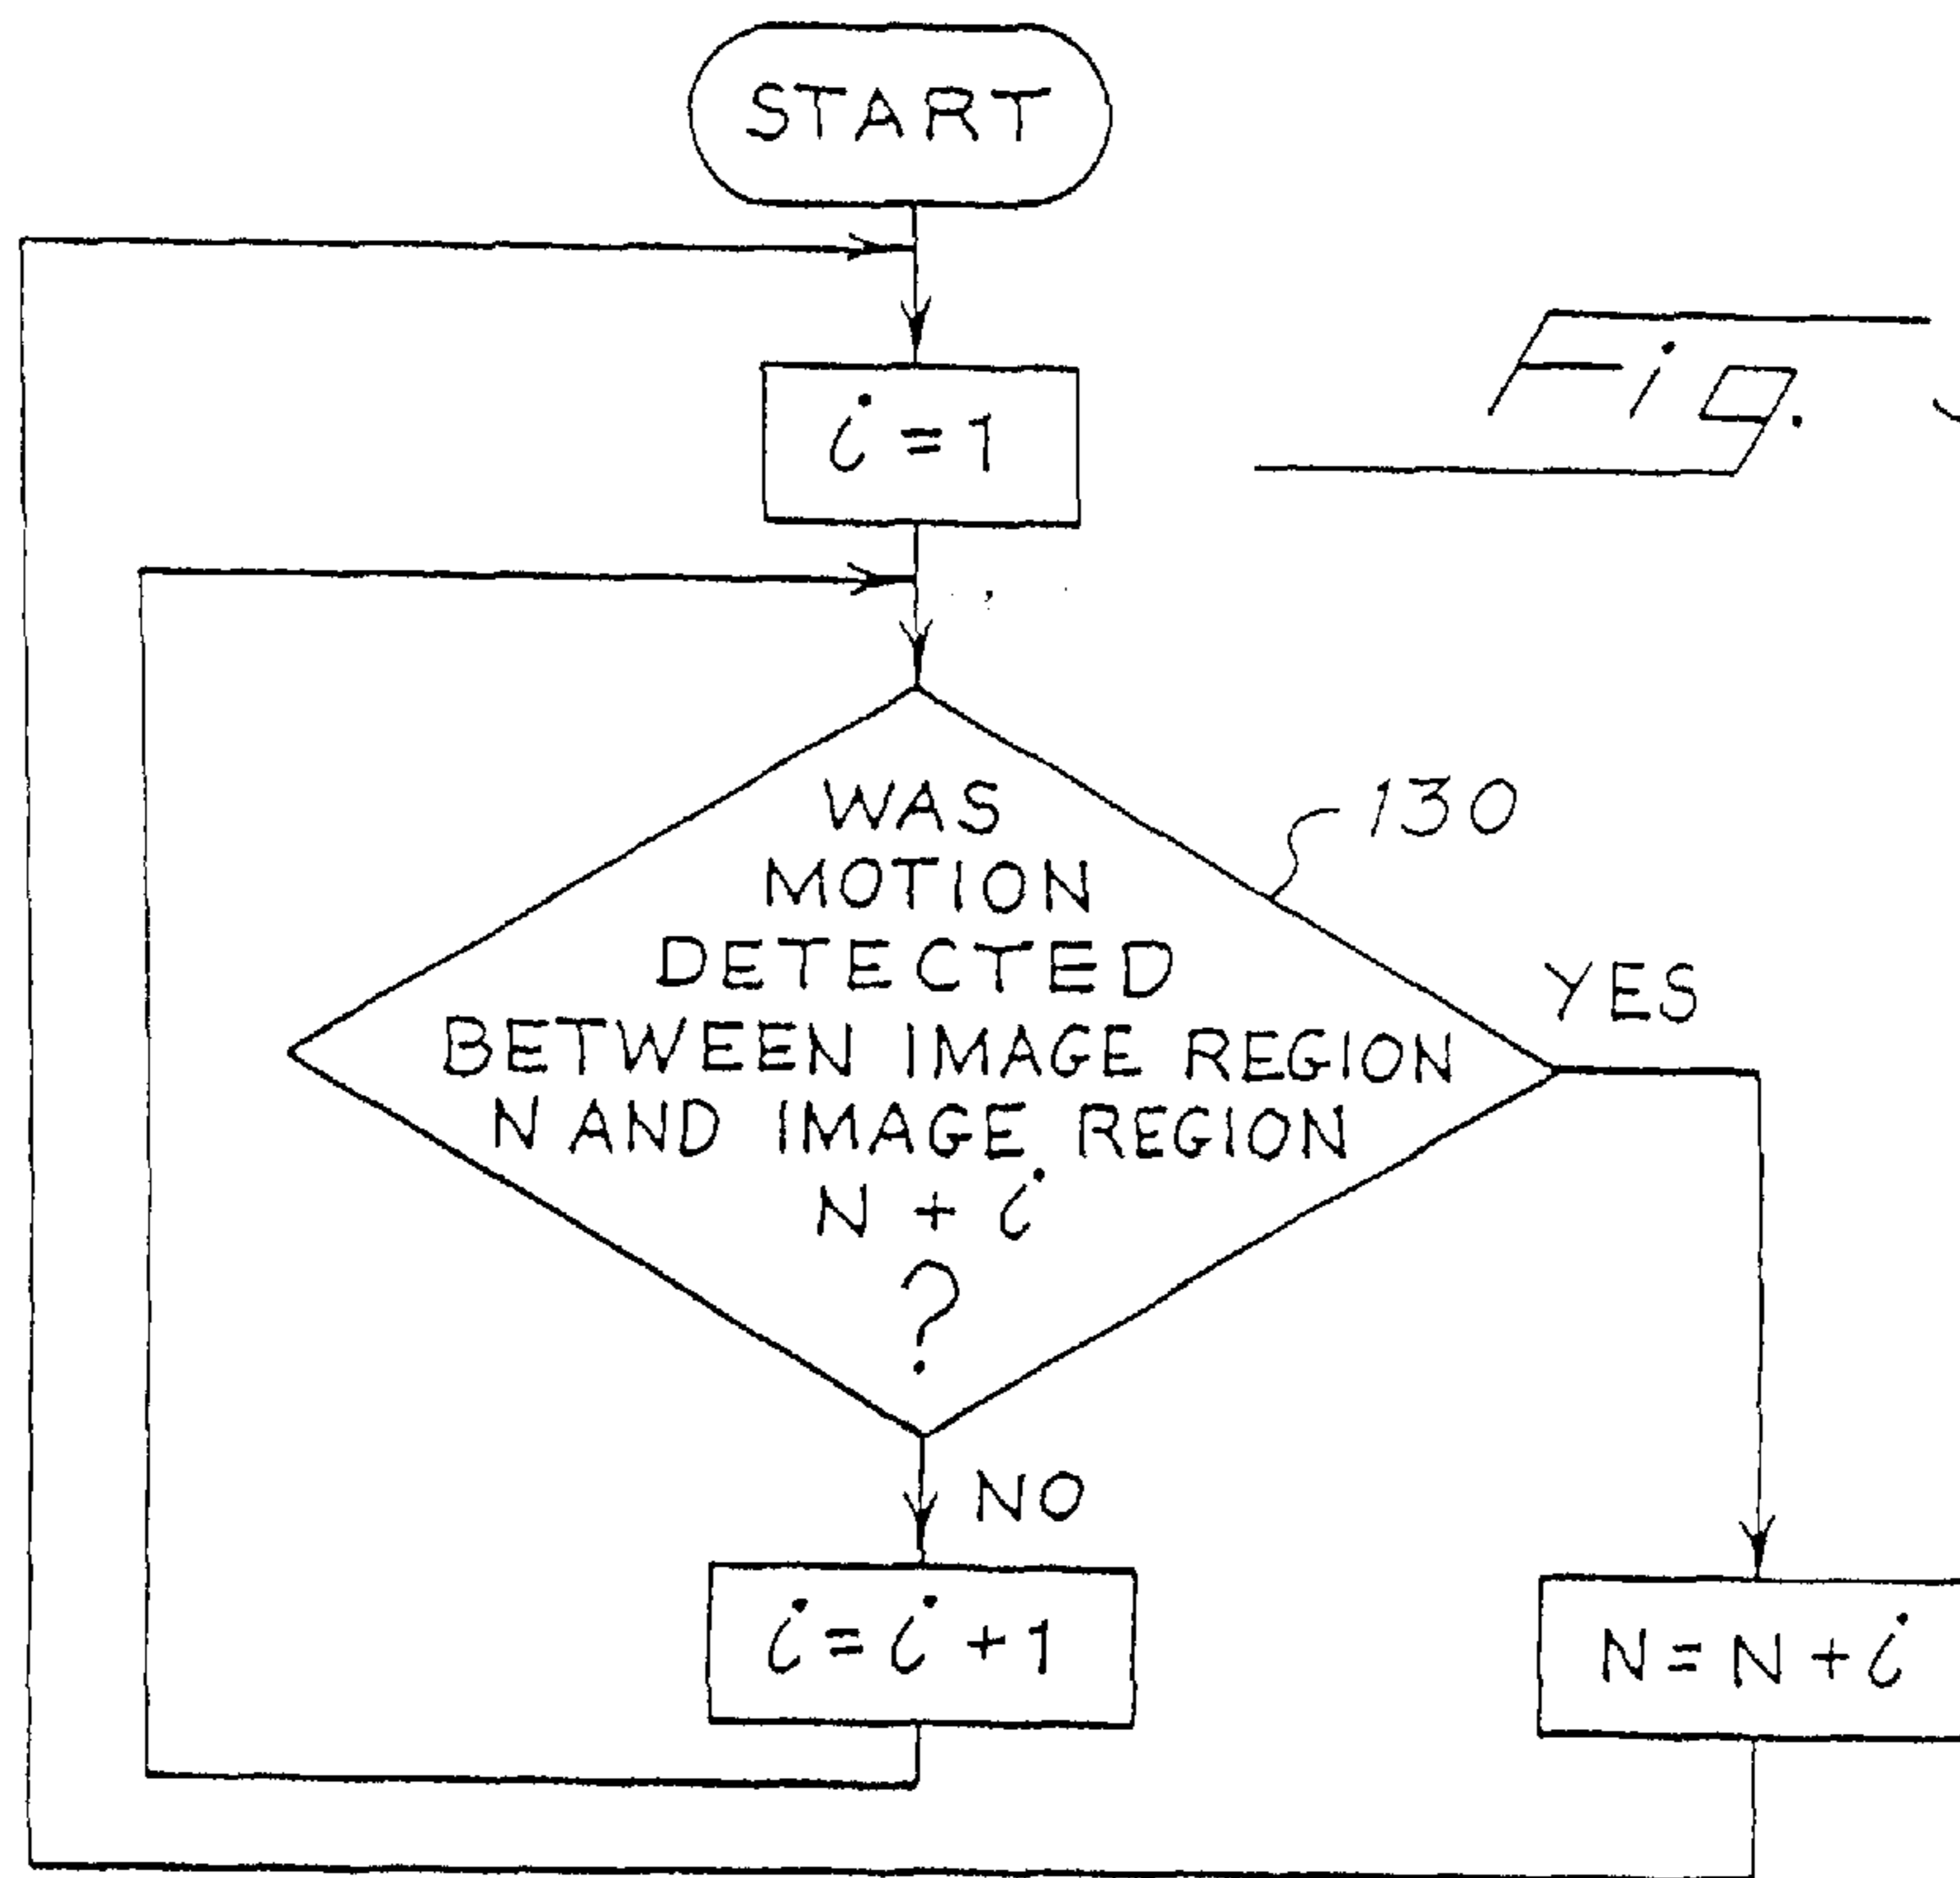 START
i = 1
Fig.
130
WAS
MOTION
DETECTED
BETWEEN IMAGE REGION
N AND IMAGE REGION
N + i
?
YES
NO
i = i + 1
N = N + i